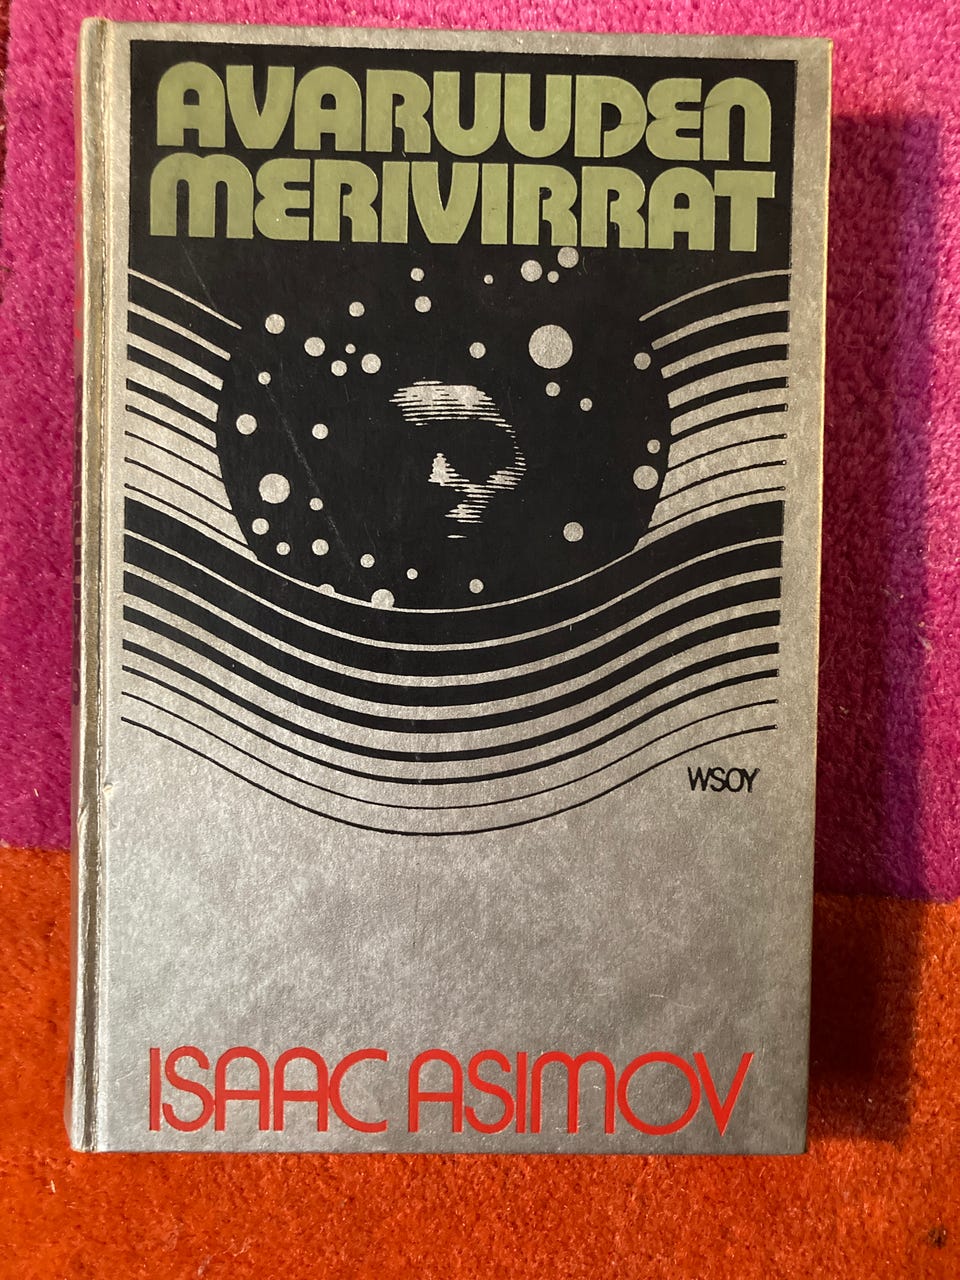 AVARUUDEN
MERIVIRRAT
WSOY
ISAAC ASIMOV